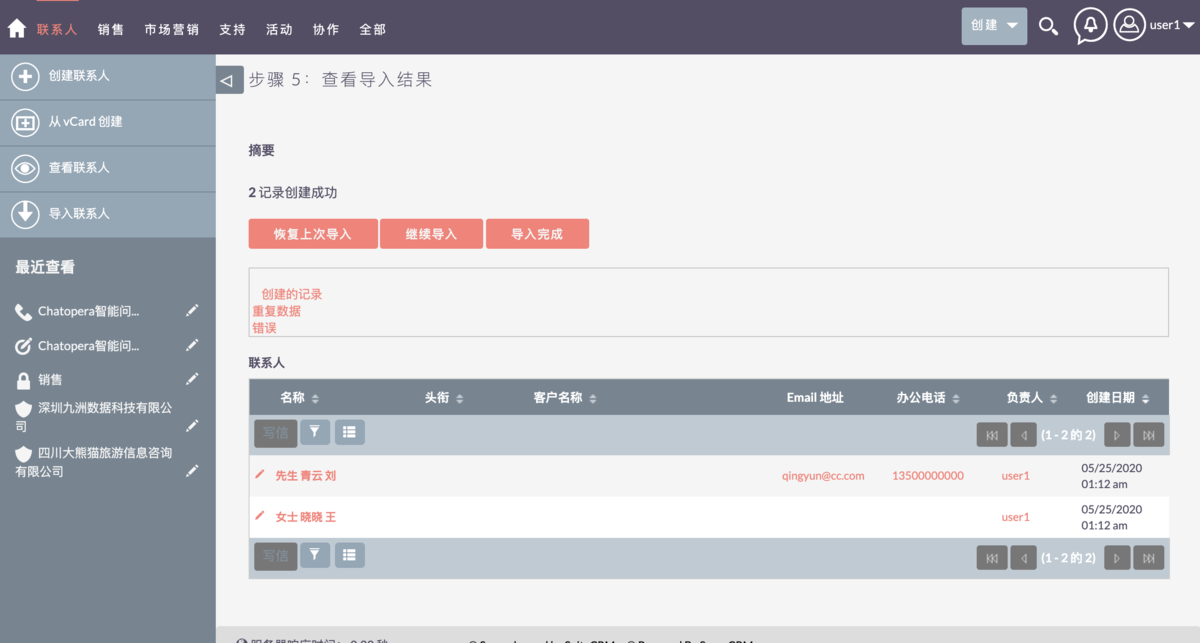 联系人 销售 市场营销 支持 活动 协作 全部 创建 user1
创建联系人
从 vCard 创建
查看联系人
导入联系人
最近查看
Chatopera智能问...
Chatopera智能问...
销售
深圳九洲数据科技有限公
司
四川大熊猫旅游信息咨询
有限公司
步骤 5：查看导入结果
摘要
2 记录创建成功
恢复上次导入 继续导入 导入完成
创建的记录
重复数据
错误
联系人
名称 头衔 客户名称 Email 地址 办公电话 负责人 创建日期
写信 (1 - 2 的 2)
先生 青云 刘 qingyun@cc.com 13500000000 user1 05/25/2020
01:12 am
女士 晓晓 王 user1 05/25/2020
01:12 am
写信 (1 - 2 的 2)